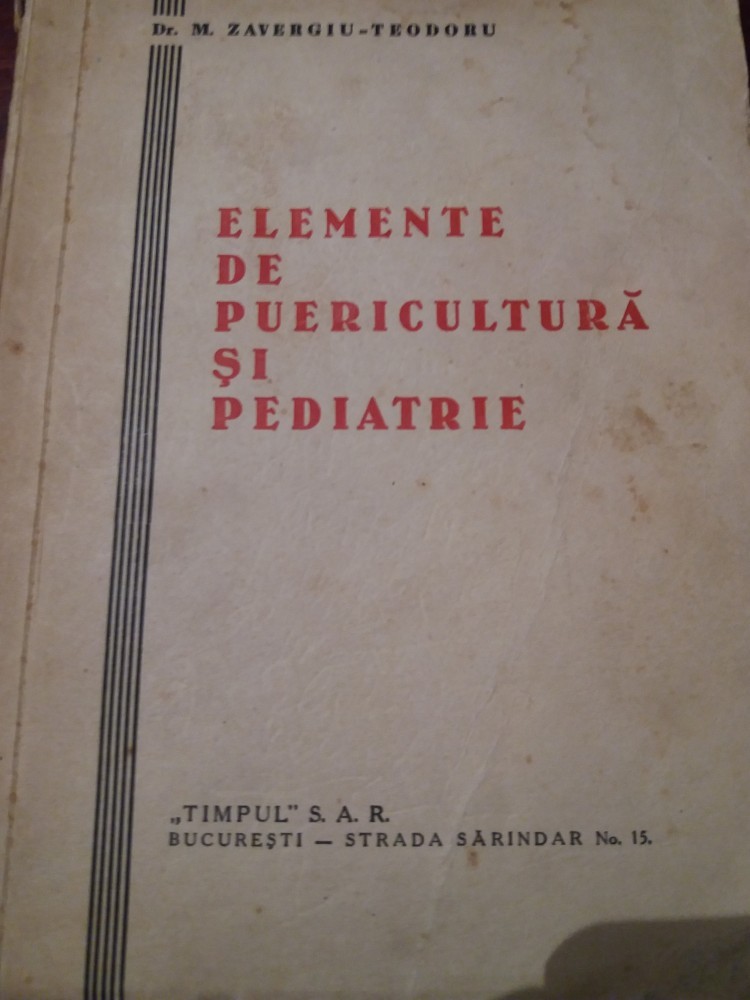 Dr. M. ZAVERGIU-TEODORU
ELEMENTE
DE
PUERICULTURĂ
ŞI
PEDIATRIE
„TIMPUL" S. A. R.
BUCUREŞTI — STRADA SĂRINDAR No. 15.